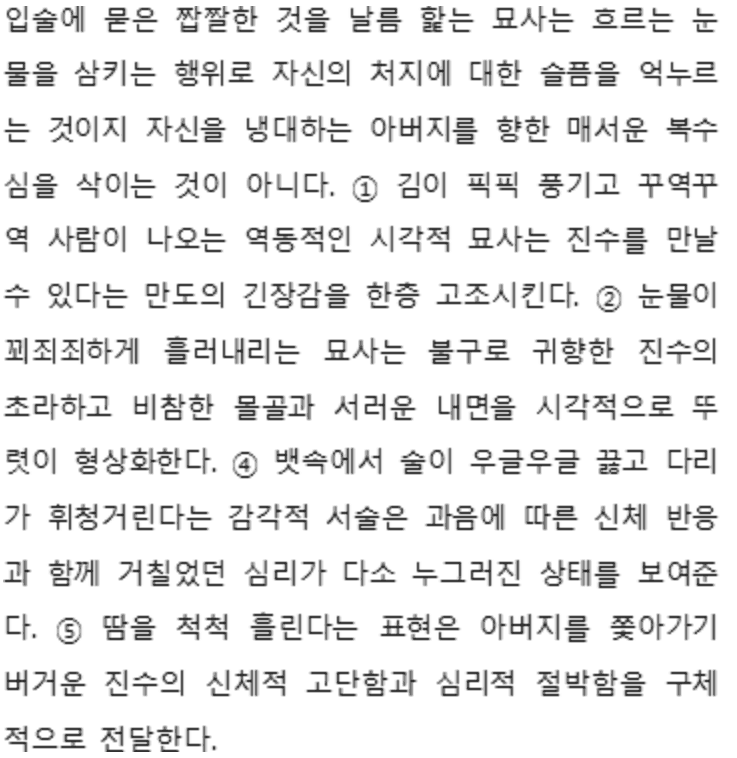 입술에 묻은 짭짤한 것을 날름 핥는 묘사는 흐르는 눈
물을 삼키는 행위로 자신의 처지에 대한 슬픔을 억누르
는 것이지 자신을 냉대하는 아버지를 향한 매서운 복수
심을 삭이는 것이 아니다. ① 김이 픽픽 풍기고 꾸역꾸
역 사람이 나오는 역동적인 시각적 묘사는 진수를 만날
수 있다는 만도의 긴장감을 한층 고조시킨다. ② 눈물이
꾀죄죄하게 흘러내리는 묘사는 불구로 귀향한 진수의
초라하고 비참한 몰골과 서러운 내면을 시각적으로 뚜
렷이 형상화한다. ④ 뱃속에서 술이 우글우글 끓고 다리
가 휘청거린다는 감각적 서술은 과음에 따른 신체 반응
과 함께 거칠었던 심리가 다소 누그러진 상태를 보여준
다. ⑤ 땀을 척척 흘린다는 표현은 아버지를 쫓아가기
버거운 진수의 신체적 고단함과 심리적 절박함을 구체
적으로 전달한다.